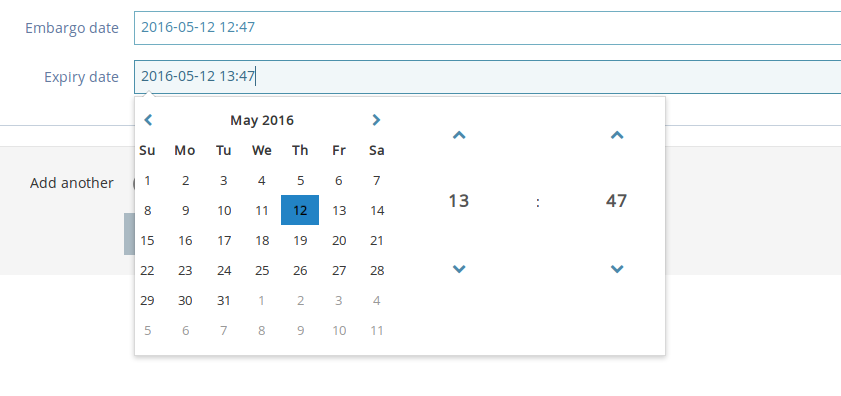 Embargo date 2016-05-12 12:47
Expiry date 2016-05-12 13:47
May 2016
Su Mo Tu We Th Fr Sa
1 2 3 4 5 6 7
8 9 10 11 12 13 14
13 : 47
15 16 17 18 19 20 21
22 23 24 25 26 27 28
29 30 31 1 2 3 4
5 6 7 8 9 10 11
Add another